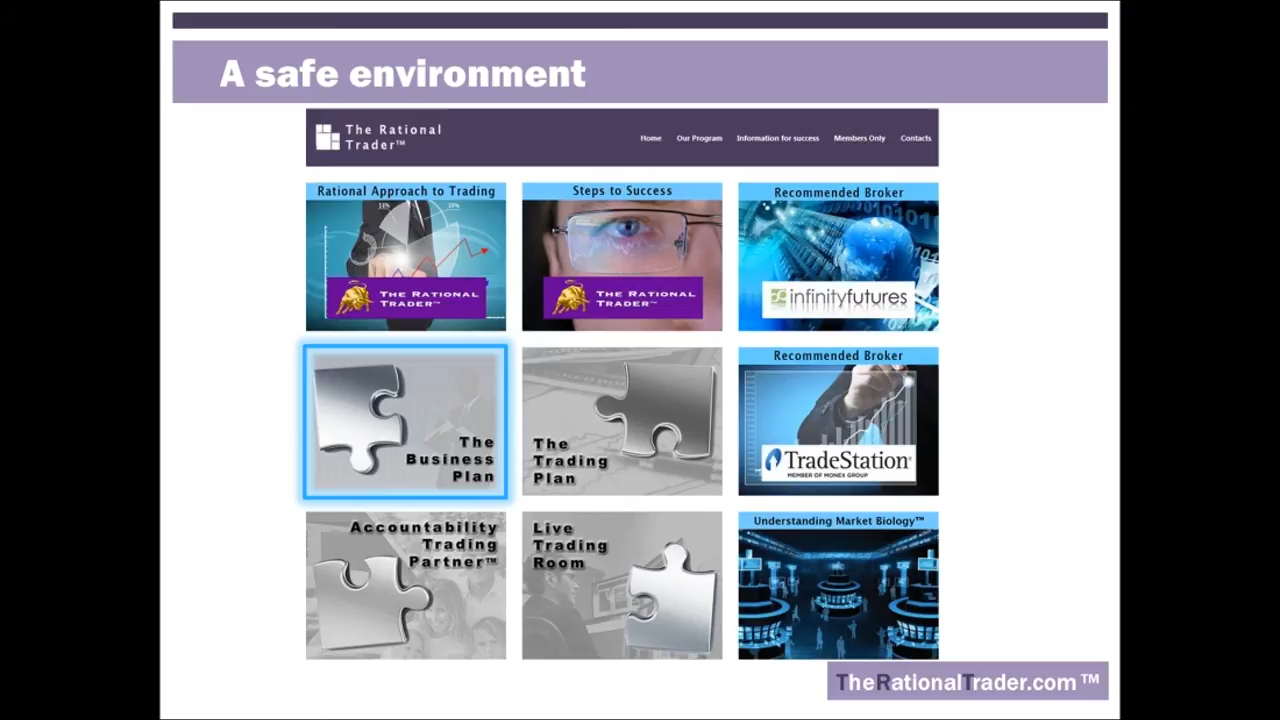 A safe environment
The Rational
Trader™
Home Our Program Information for success Members Only Contacts
Rational Approach to Trading
THE RATIONAL
TRADER™
Steps to Success
THE RATIONAL
TRADER™
Recommended Broker
infinityfutures
The
Business
Plan
The
Trading
Plan
Recommended Broker
TradeStation®
MEMBER OF MONEX GROUP
Accountability
Trading
Partner™
Live
Trading
Room
Understanding Market Biology™
TheRationalTrader.com™